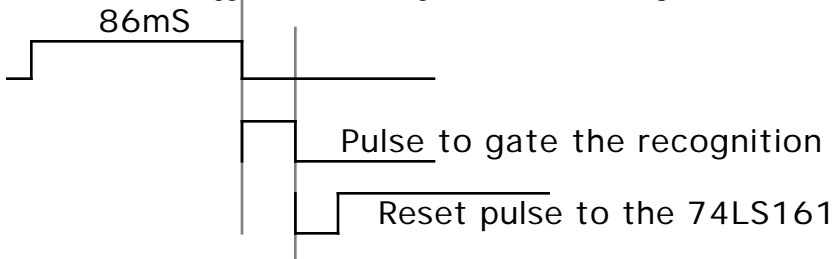 86mS
Pulse to gate the recognition
Reset pulse to the 74LS161